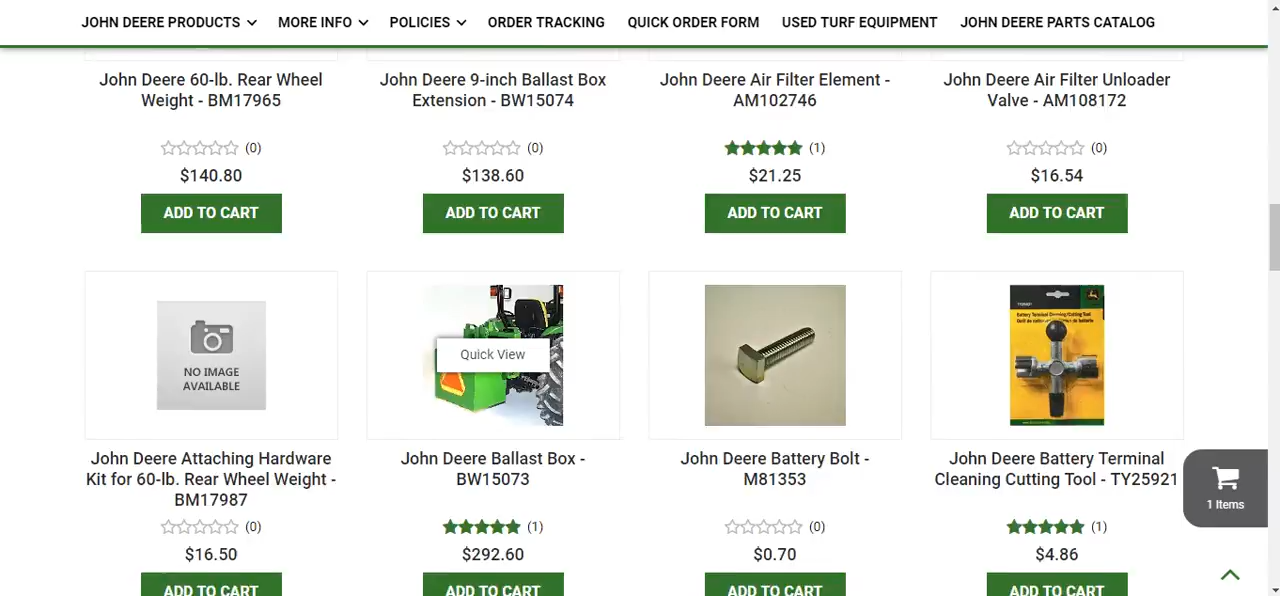 JOHN DEERE PRODUCTS MORE INFO POLICIES ORDER TRACKING QUICK ORDER FORM USED TURF EQUIPMENT JOHN DEERE PARTS CATALOG
John Deere 60-lb. Rear Wheel
Weight - BM17965
(0)
$140.80
ADD TO CART
John Deere 9-inch Ballast Box
Extension - BW15074
(0)
$138.60
ADD TO CART
John Deere Air Filter Element -
AM102746
(1)
$21.25
ADD TO CART
John Deere Air Filter Unloader
Valve - AM108172
(0)
$16.54
ADD TO CART
NO IMAGE
AVAILABLE
John Deere Attaching Hardware
Kit for 60-lb. Rear Wheel Weight -
BM17987
(0)
$16.50
ADD TO CART
Quick View
John Deere Ballast Box -
BW15073
(1)
$292.60
ADD TO CART
John Deere Battery Bolt -
M81353
(0)
$0.70
ADD TO CART
Battery Terminal Cleaning/Cutting Tool
John Deere Battery Terminal
Cleaning Cutting Tool - TY25921
(1)
$4.86
ADD TO CART
1 Items